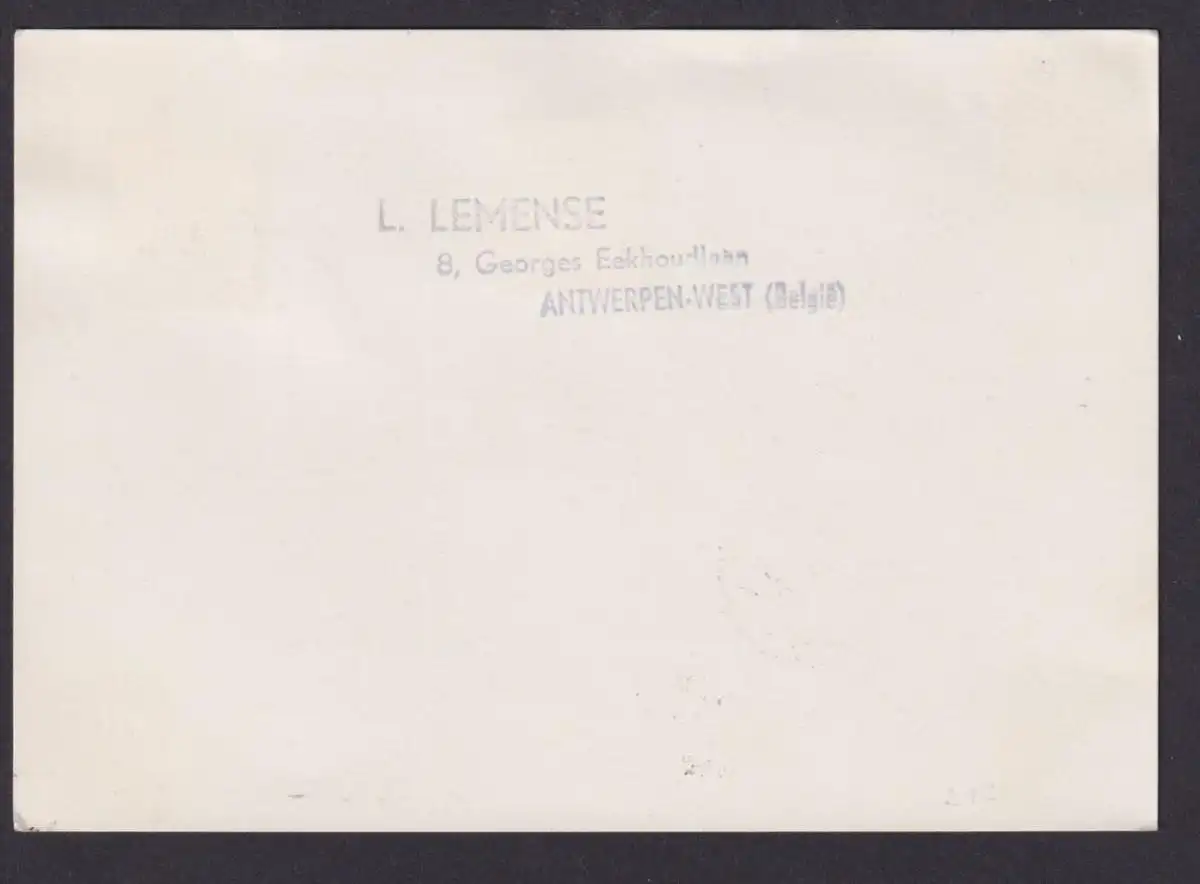 L. LEMENSE
8, Georges Eekhoudlaan
ANTWERPEN-WEST (België)